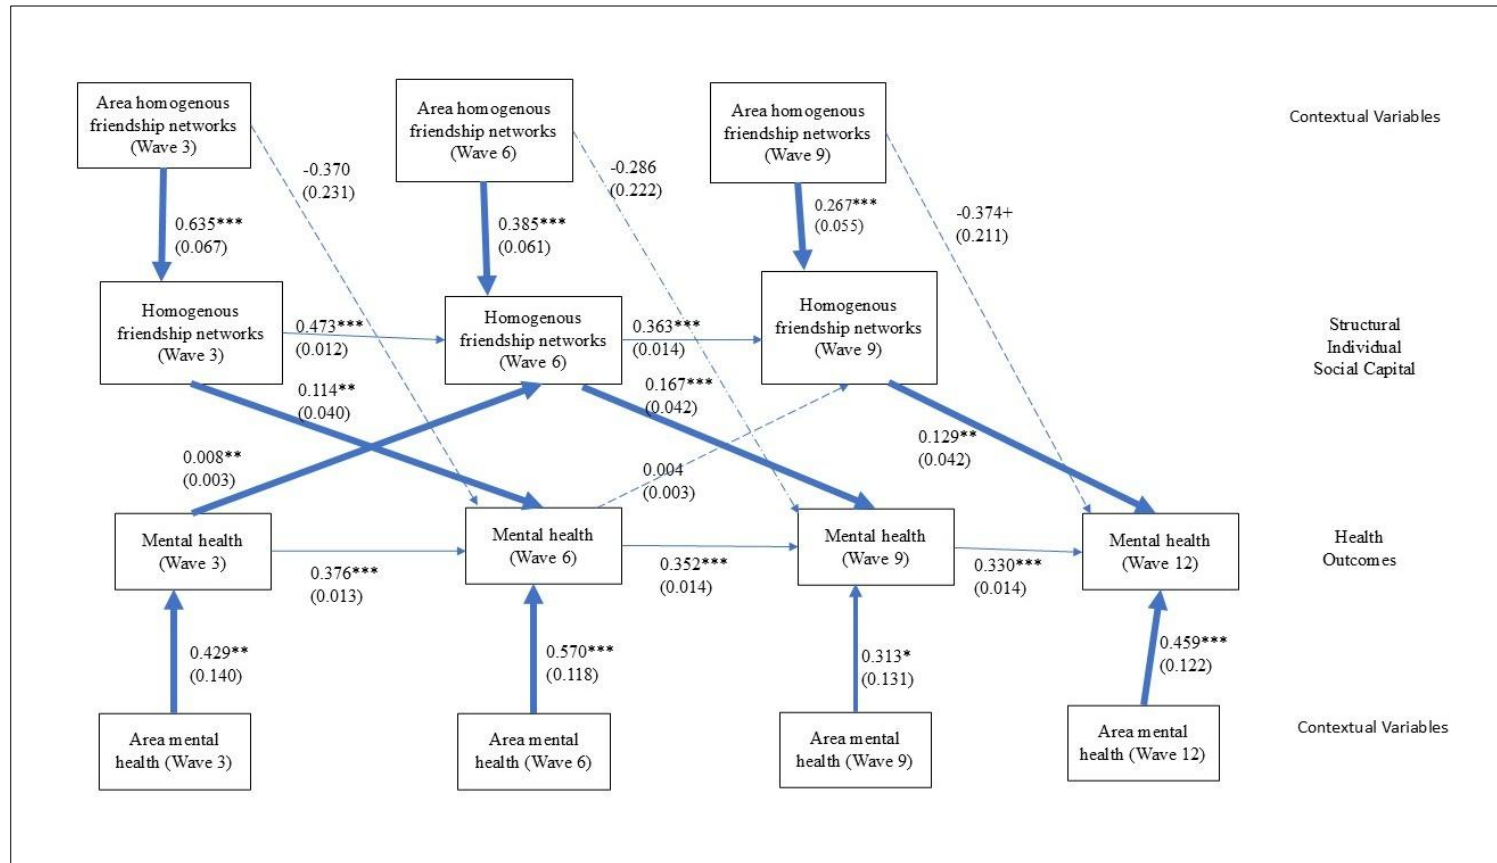 Area homogenous
friendship networks
(Wave 3)
Area homogenous
friendship networks
(Wave 6)
Area homogenous
friendship networks
(Wave 9)
Contextual Variables
-0.370
(0.231)
-0.286
(0.222)
0.635***
(0.067)
0.385***
(0.061)
0.267***
(0.055)
-0.374+
(0.211)
Homogenous
friendship networks
(Wave 3)
0.473***
(0.012)
Homogenous
friendship networks
(Wave 6)
0.363***
(0.014)
Homogenous
friendship networks
(Wave 9)
Structural
Individual
Social Capital
0.114**
(0.040)
0.167***
(0.042)
0.129**
(0.042)
0.008**
(0.003)
0.004
(0.003)
Mental health
(Wave 3)
Mental health
(Wave 6)
Mental health
(Wave 9)
Mental health
(Wave 12)
Health
Outcomes
0.376***
(0.013)
0.352***
(0.014)
0.330***
(0.014)
0.429**
(0.140)
0.570***
(0.118)
0.313*
(0.131)
0.459***
(0.122)
Area mental
health (Wave 3)
Area mental
health (Wave 6)
Area mental
health (Wave 9)
Area mental
health (Wave 12)
Contextual Variables